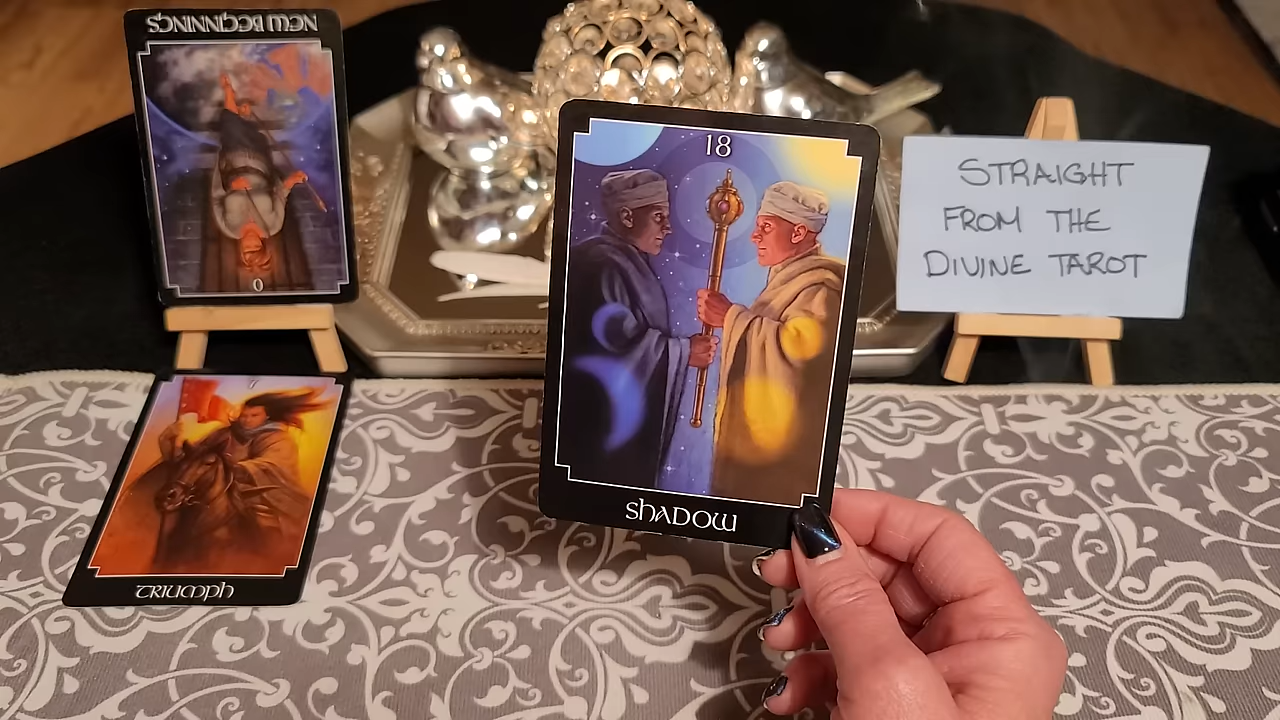 NEW BEGINNINGS
0
18
SHADOW
STRAIGHT
FROM THE
DIVINE TAROT
7
TRIUMPH